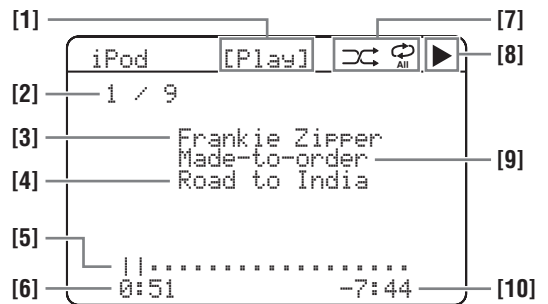 [1] [7]
iPod [Play] All [8]
[2] 1 / 9
[3] Frankie Zipper
Made-to-order [9]
[4] Road to India
[5]
[6] 0:51 -7:44 [10]